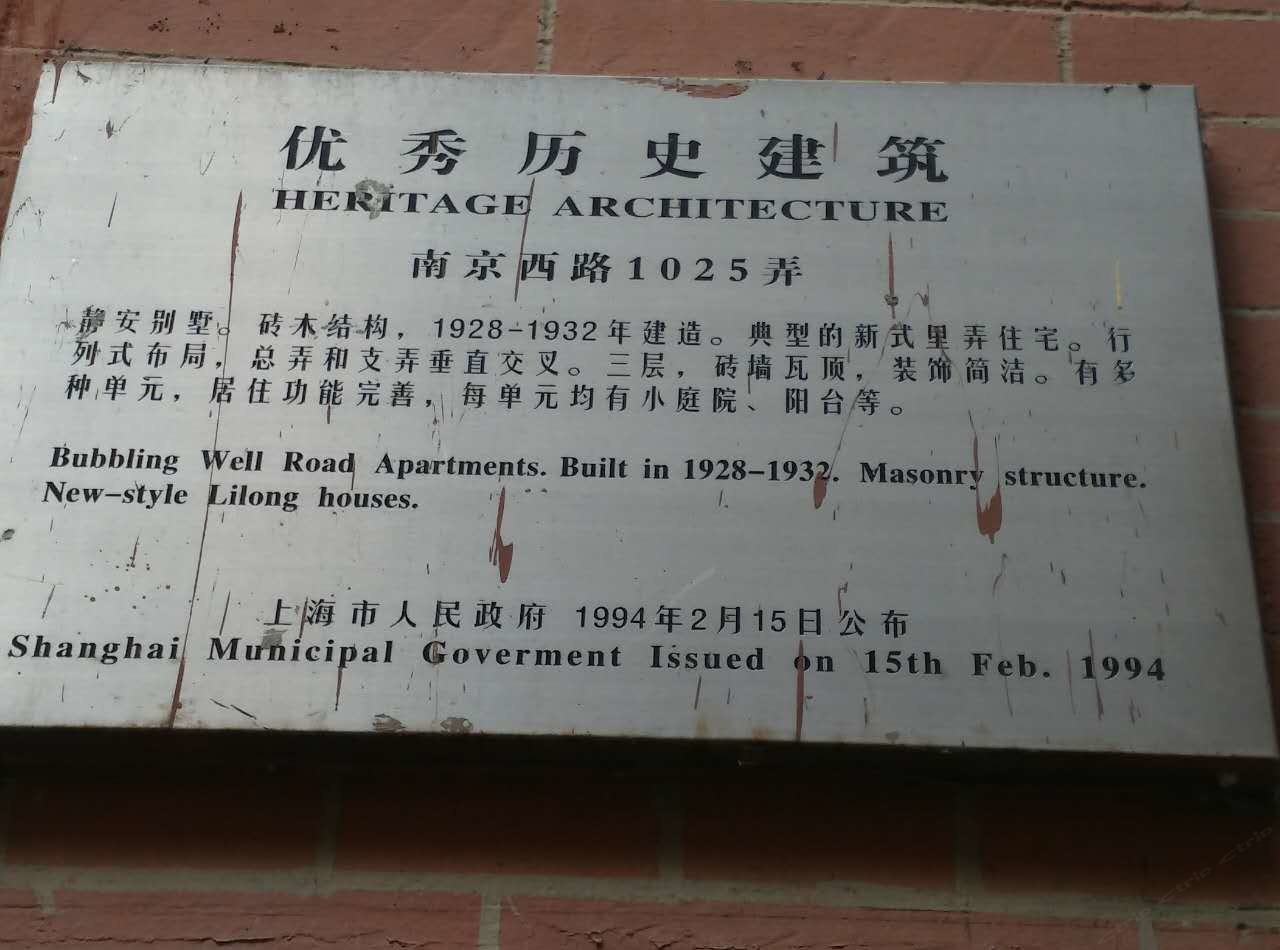 优秀历史建筑
HERITAGE ARCHITECTURE
南京西路1025弄
静安别墅。砖木结构，1928-1932年建造。典型的新式里弄住宅。行
列式布局，总弄和支弄垂直交叉。三层，砖墙瓦顶，装饰简洁。有多
种单元，居住功能完善，每单元均有小庭院、阳台等。
Bubbling Well Road Apartments. Built in 1928-1932. Masonry structure.
New-style Lilong houses.
上海市人民政府 1994年2月15日公布
Shanghai Municipal Goverment Issued on 15th Feb. 1994